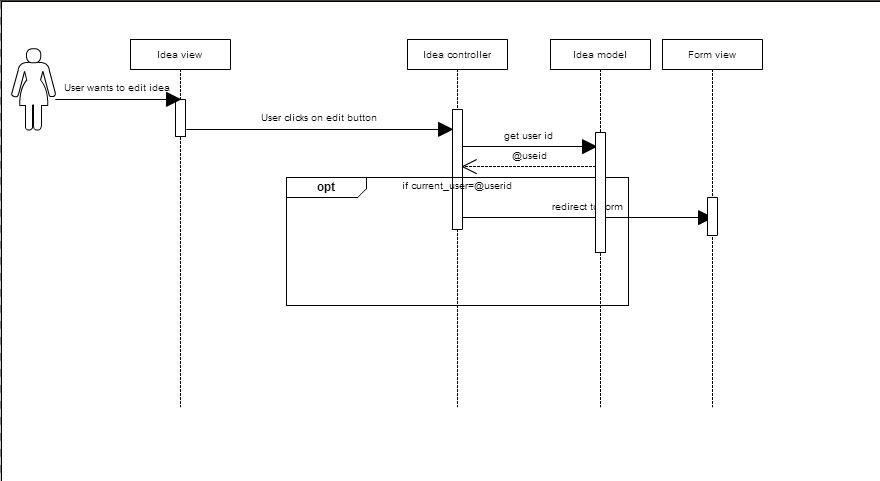 Idea view
Idea controller
Idea model
Form view
User wants to edit idea
User clicks on edit button
get user id
@useid
opt
if current_user=@userid
redirect to form